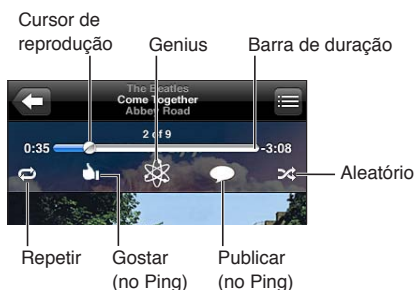 Cursor de
reprodução
Genius
Barra de duração
The Beatles
Come Together
Abbey Road
2 of 9
0:35
-3:08
Aleatório
Repetir
Gostar
(no Ping)
Publicar
(no Ping)